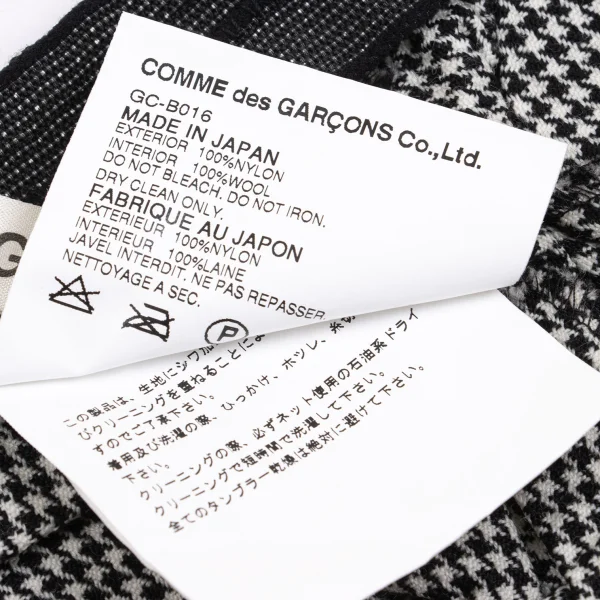 COMME des GARÇONS Co.,Ltd.
GC-B016
MADE IN JAPAN
EXTERIOR 100%NYLON
INTERIOR 100%WOOL
DO NOT BLEACH. DO NOT IRON.
DRY CLEAN ONLY.
FABRIQUE AU JAPON
EXTERIEUR 100%NYLON
INTERIEUR 100%LAINE
JAVEL INTERDIT. NE PAS REPASSER
NETTOYAGE A SEC.
P
G
この製品は、生地にシワ加
びクリーニングを重ねることによ
すのでご了承下さい。
着用及び洗濯の際、ひっかけ、ホツレ、
下さい。
クリーニングの際、必ずネット使用の石油系ドライ
クリーニングで短時間で洗濯して下さい。
全てのタンブラー乾燥は絶対に避けて下さい。